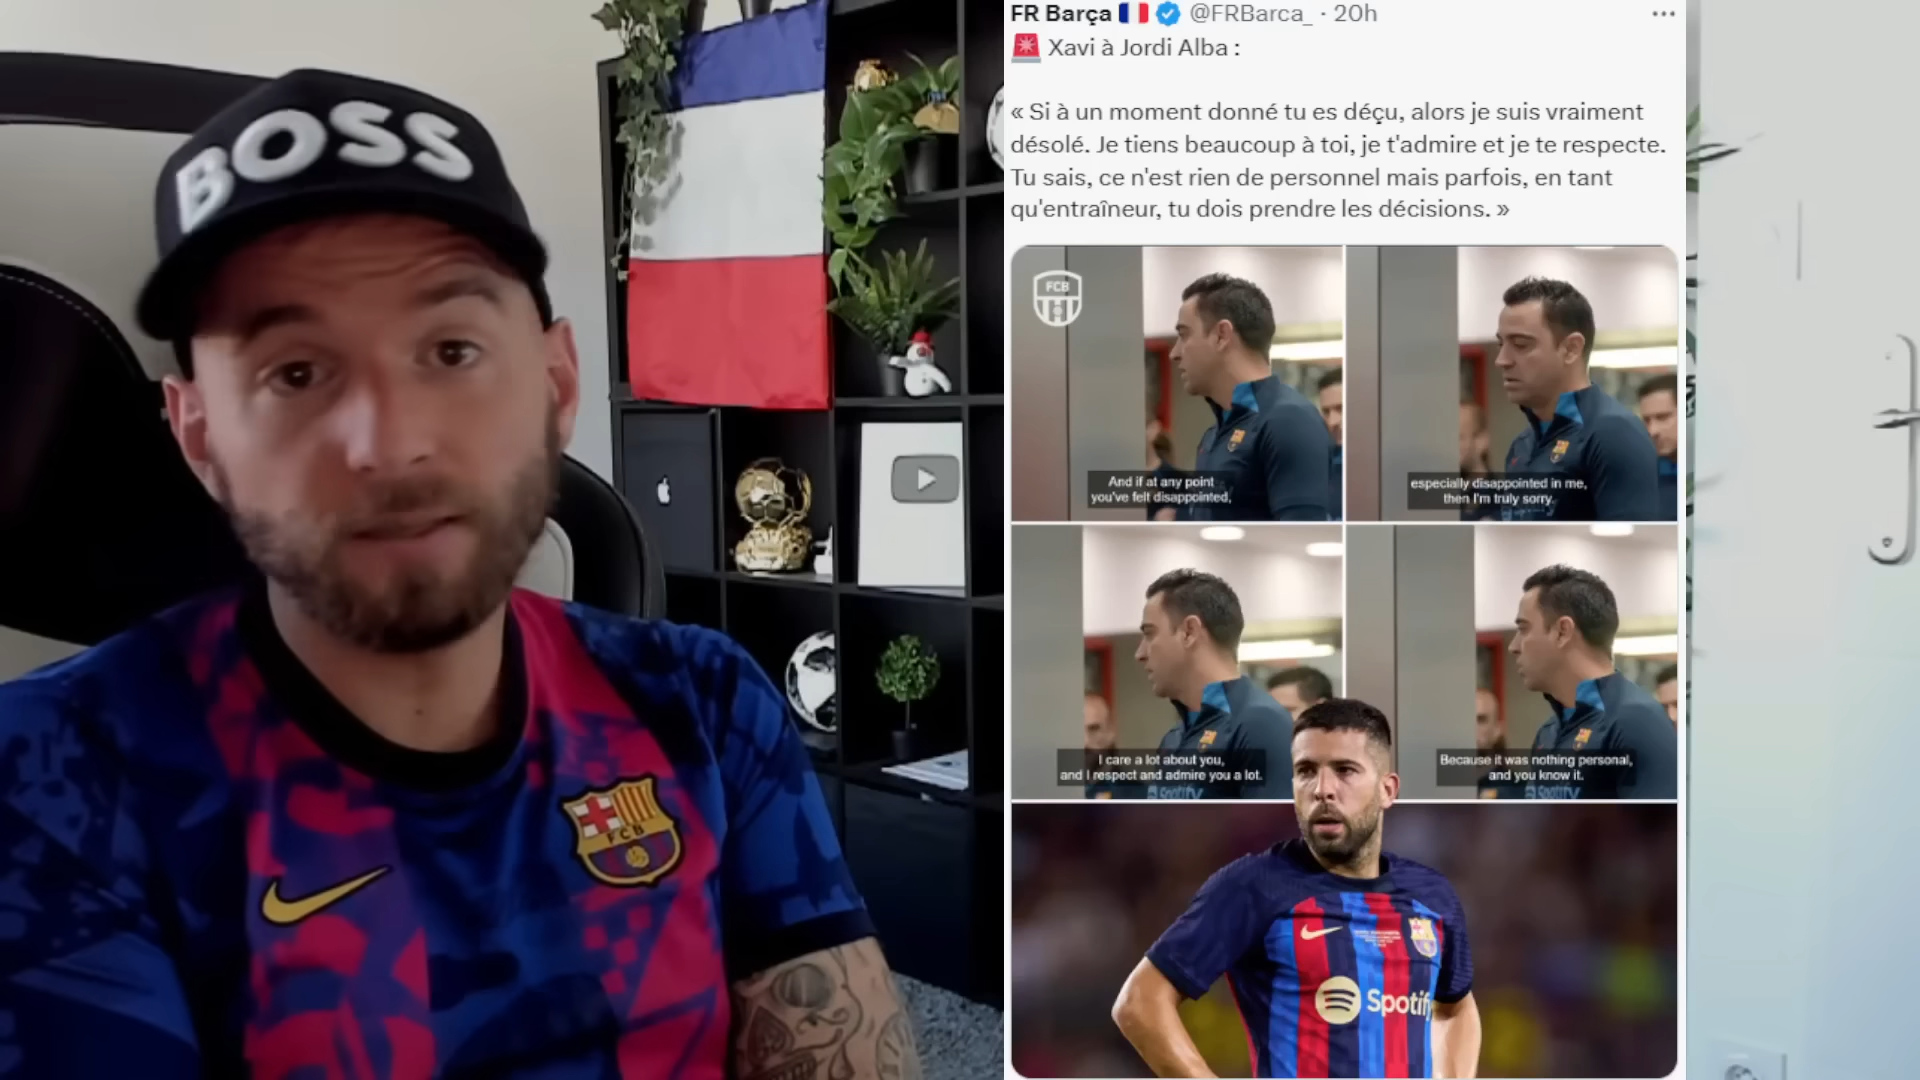 BOSS
FCB
FR Barça 🇫🇷 @FRBarca_ · 20h
🚨 Xavi à Jordi Alba :
« Si à un moment donné tu es déçu, alors je suis vraiment
désolé. Je tiens beaucoup à toi, je t'admire et je te respecte.
Tu sais, ce n'est rien de personnel mais parfois, en tant
qu'entraîneur, tu dois prendre les décisions. »
FCB
And if at any point
you've felt disappointed,
especially disappointed in me,
then I'm truly sorry.
I care a lot about you,
and I respect and admire you a lot.
Spotify
Because it was nothing personal,
and you know it.
Spotify
Spotify